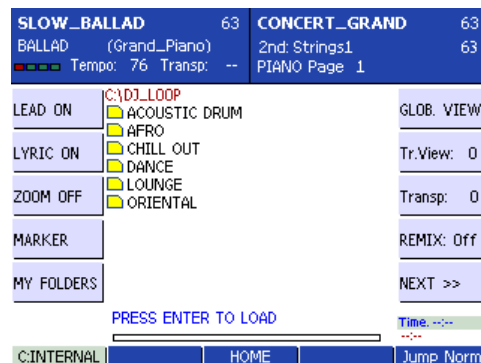 SLOW_BALLAD 63 CONCERT_GRAND 63
BALLAD (Grand_Piano) 2nd: Strings1 63
Tempo: 76 Transp: -- PIANO Page 1
C:\DJ_LOOP
LEAD ON ACOUSTIC DRUM GLOB. VIEW
AFRO
LYRIC ON CHILL OUT Tr.View: 0
DANCE
ZOOM OFF LOUNGE Transp: 0
ORIENTAL
MARKER REMIX: Off
MY FOLDERS NEXT >>
PRESS ENTER TO LOAD Time. --:--
--:--
C:INTERNAL HOME Jump Norm